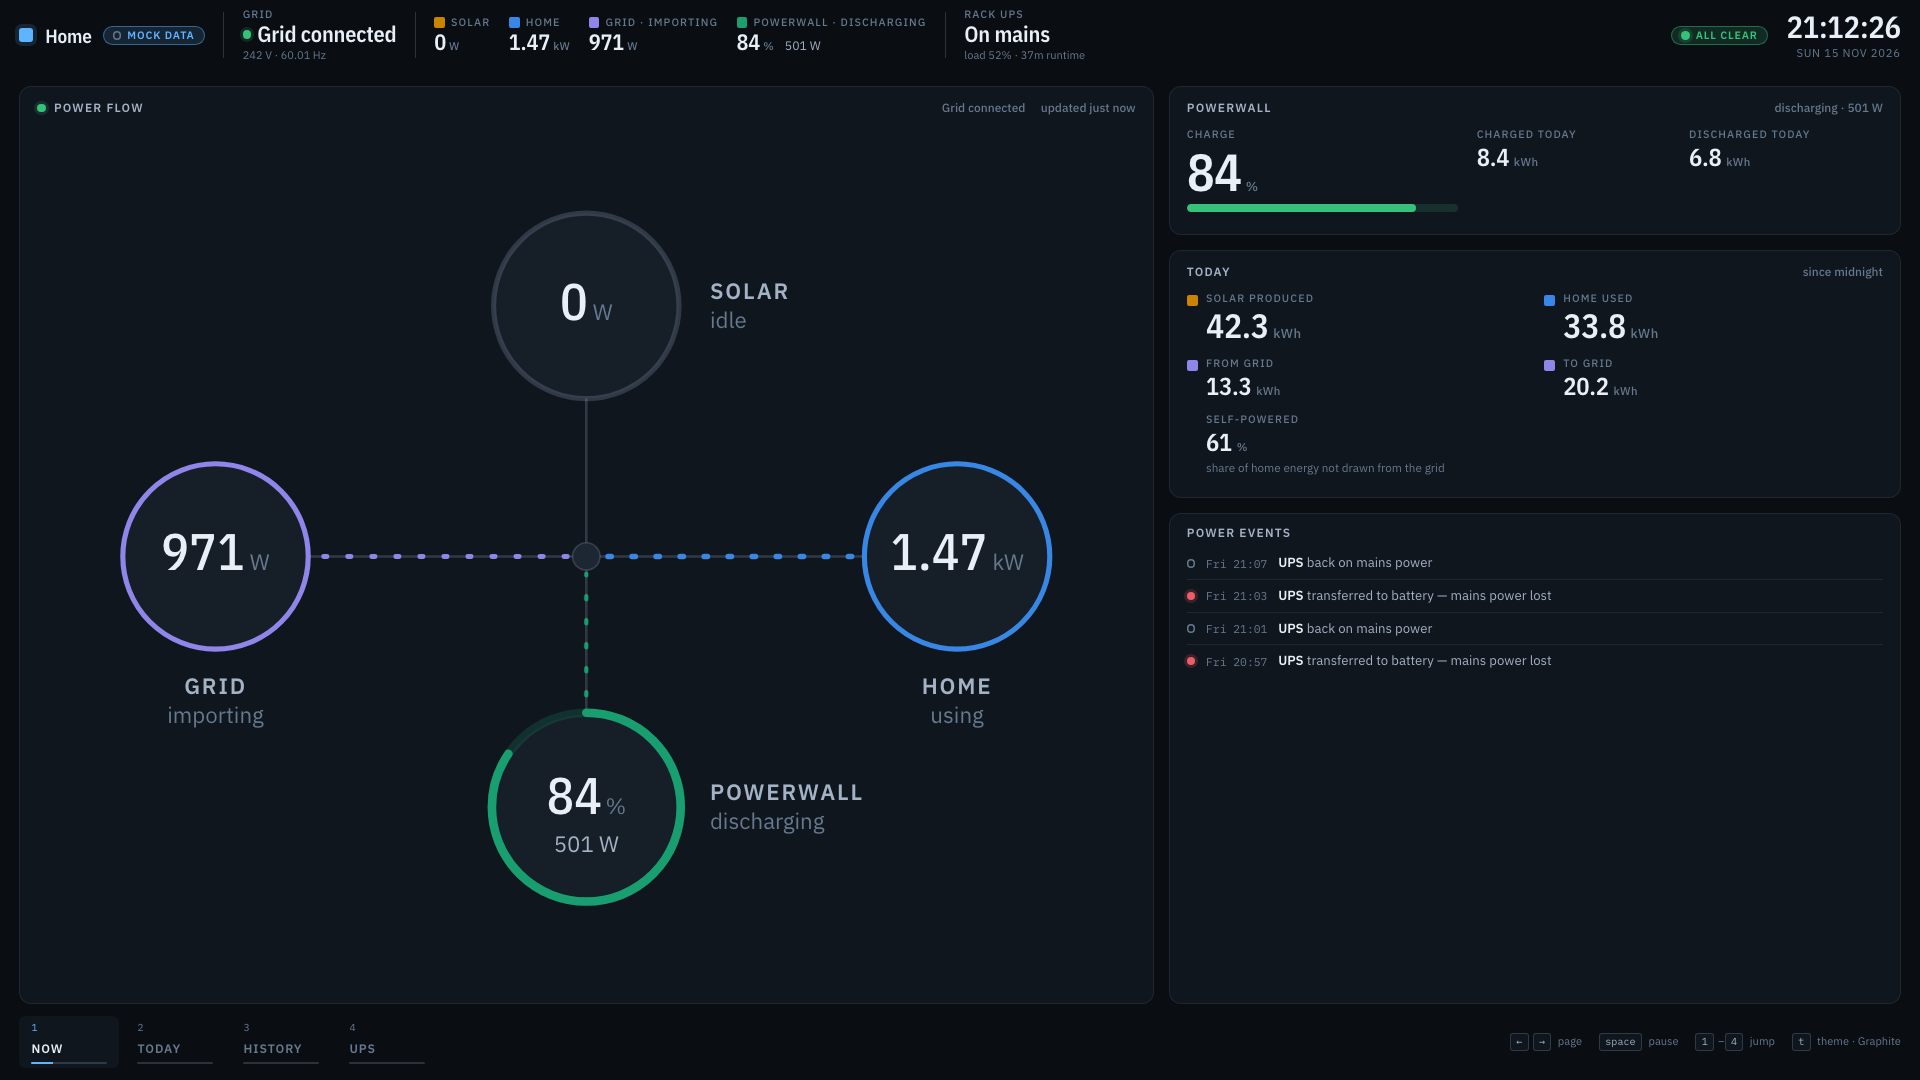 Home
MOCK DATA
GRID
Grid connected
242 V · 60.01 Hz
SOLAR
0 W
HOME
1.47 kW
GRID · IMPORTING
971 W
POWERWALL · DISCHARGING
84 % 501 W
RACK UPS
On mains
load 52% · 37m runtime
ALL CLEAR
21:12:26
SUN 15 NOV 2026
POWER FLOW
Grid connected updated just now
0 W
SOLAR
idle
971 W
GRID
importing
1.47 kW
HOME
using
84 %
501 W
POWERWALL
discharging
POWERWALL
discharging · 501 W
CHARGE
84 %
CHARGED TODAY
8.4 kWh
DISCHARGED TODAY
6.8 kWh
TODAY
since midnight
SOLAR PRODUCED
42.3 kWh
HOME USED
33.8 kWh
FROM GRID
13.3 kWh
TO GRID
20.2 kWh
SELF-POWERED
61 %
share of home energy not drawn from the grid
POWER EVENTS
Fri 21:07 UPS back on mains power
Fri 21:03 UPS transferred to battery — mains power lost
Fri 21:01 UPS back on mains power
Fri 20:57 UPS transferred to battery — mains power lost
1
NOW
2
TODAY
3
HISTORY
4
UPS
← → page space pause 1 – 4 jump t theme · Graphite